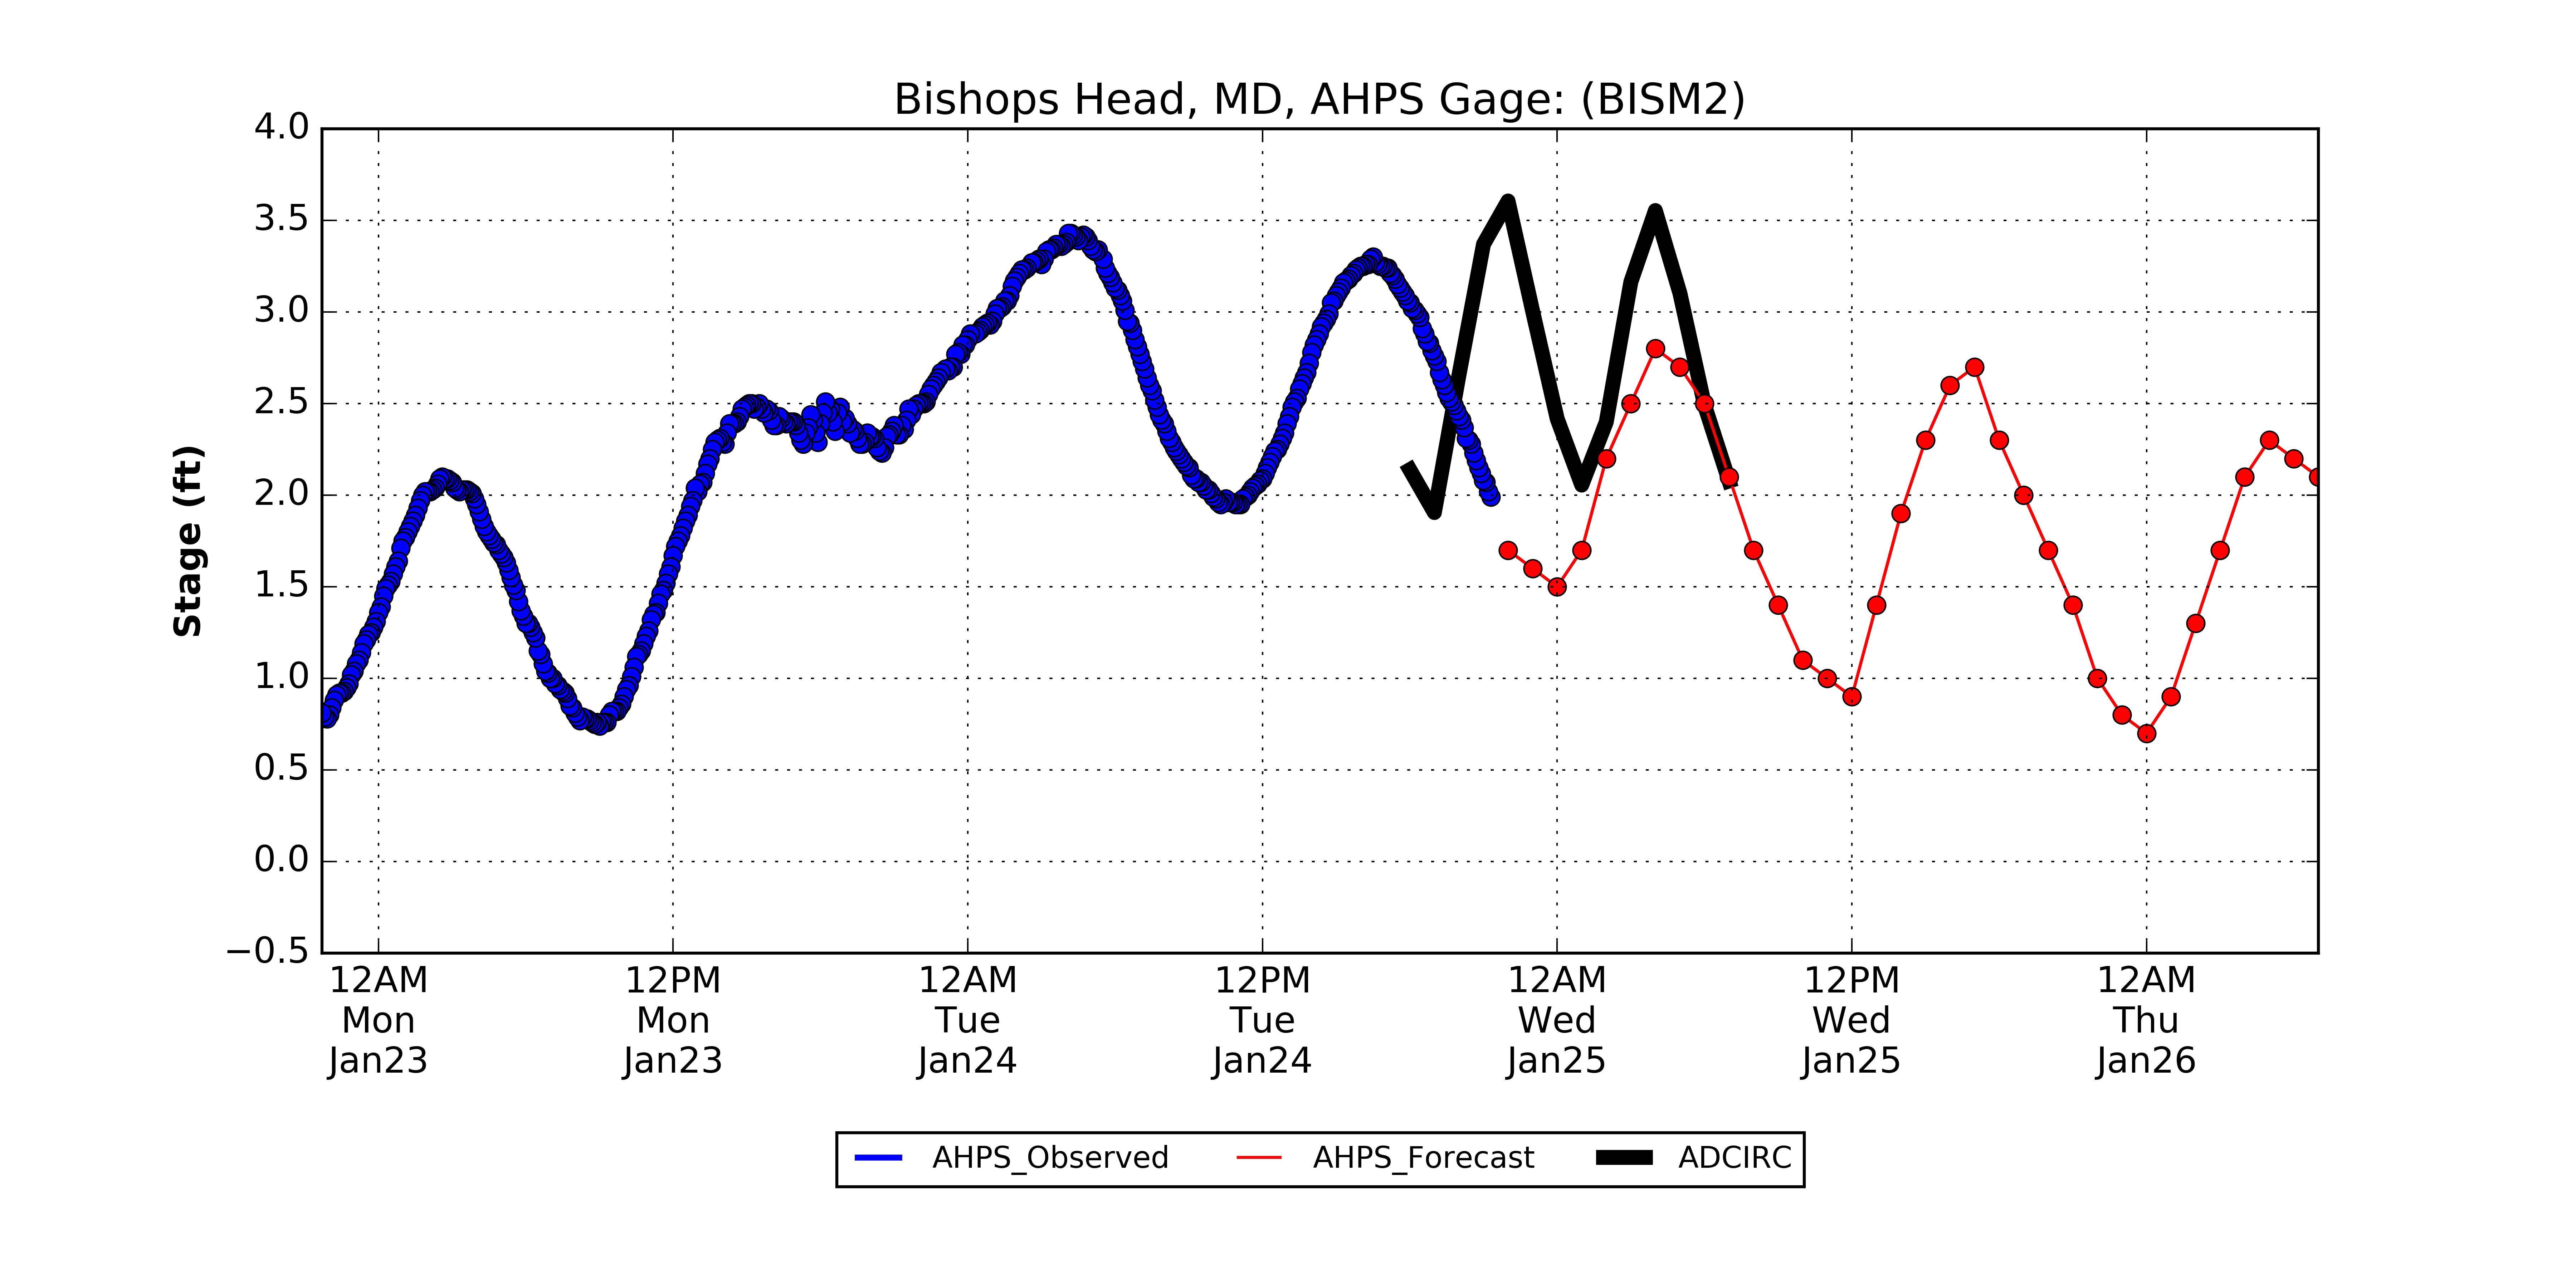 Bishops Head, MD, AHPS Gage: (BISM2)
4.0
3.5
3.0
2.5
2.0
1.5
1.0
0.5
0.0
−0.5
Stage (ft)
12AM Mon Jan23
12PM Mon Jan23
12AM Tue Jan24
12PM Tue Jan24
12AM Wed Jan25
12PM Wed Jan25
12AM Thu Jan26
AHPS_Observed AHPS_Forecast ADCIRC